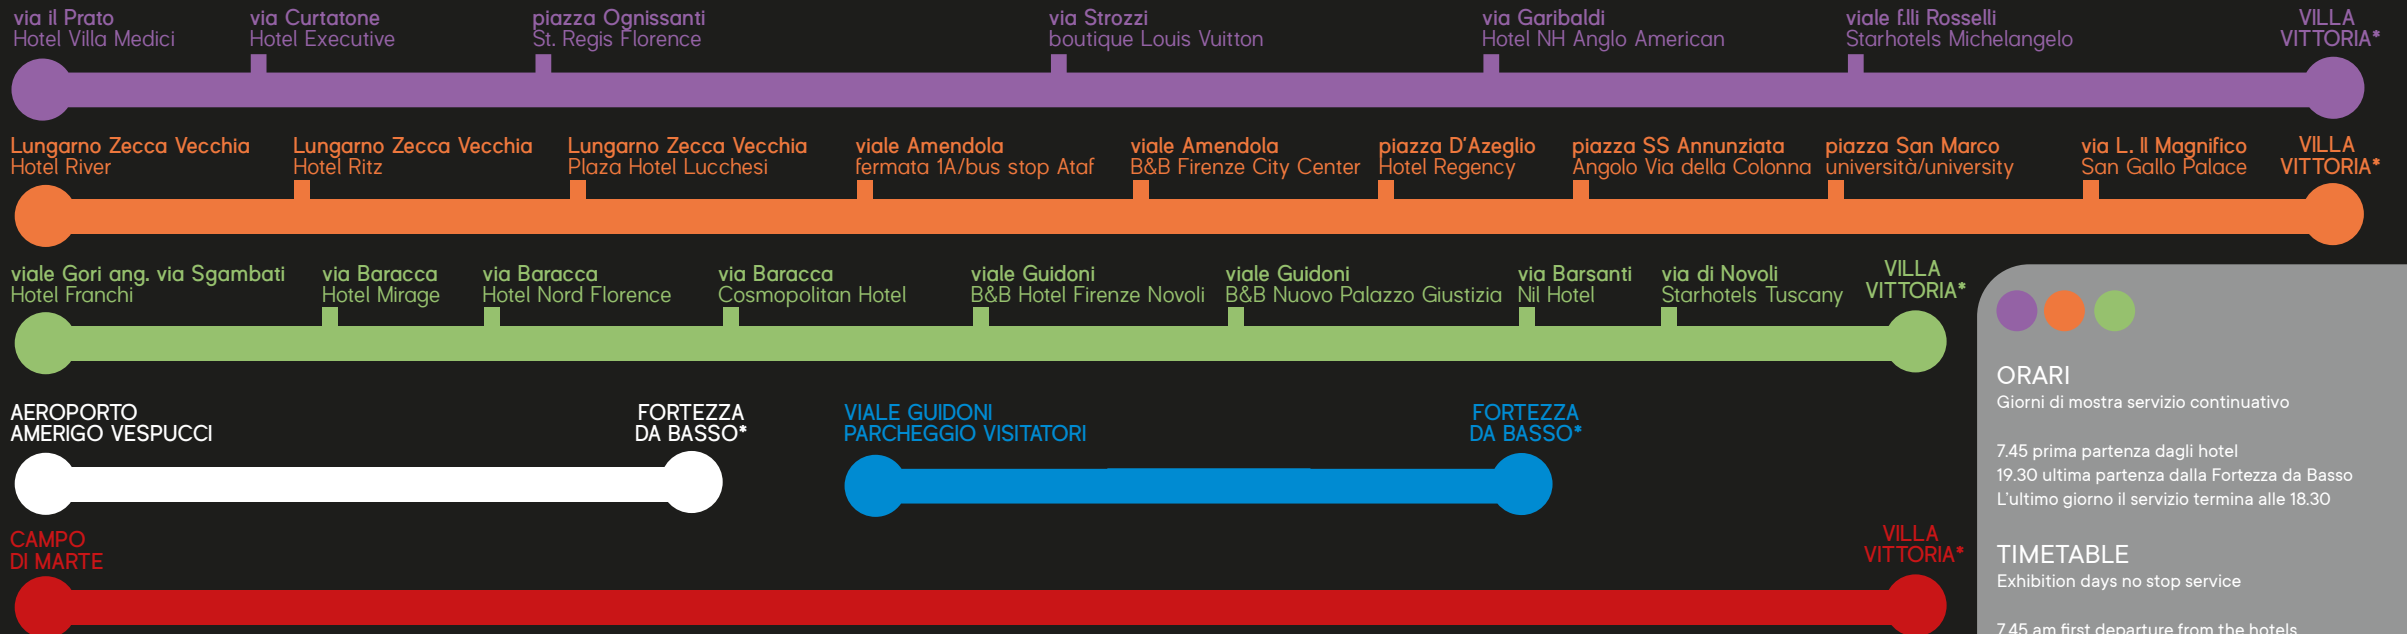 via il Prato
Hotel Villa Medici
via Curtatone
Hotel Executive
piazza Ognissanti
St. Regis Florence
via Strozzi
boutique Louis Vuitton
via Garibaldi
Hotel NH Anglo American
viale f.lli Rosselli
Starhotels Michelangelo
VILLA
VITTORIA*
Lungarno Zecca Vecchia
Hotel River
Lungarno Zecca Vecchia
Hotel Ritz
Lungarno Zecca Vecchia
Plaza Hotel Lucchesi
viale Amendola
fermata 1A/bus stop Ataf
viale Amendola
B&B Firenze City Center
piazza D'Azeglio
Hotel Regency
piazza SS Annunziata
Angolo Via della Colonna
piazza San Marco
università/university
via L. Il Magnifico
San Gallo Palace
VILLA
VITTORIA*
viale Gori ang. via Sgambati
Hotel Franchi
via Baracca
Hotel Mirage
via Baracca
Hotel Nord Florence
via Baracca
Cosmopolitan Hotel
viale Guidoni
B&B Hotel Firenze Novoli
viale Guidoni
B&B Nuovo Palazzo Giustizia
via Barsanti
Nil Hotel
via di Novoli
Starhotels Tuscany
VILLA
VITTORIA*
AEROPORTO
AMERIGO VESPUCCI
FORTEZZA
DA BASSO*
VIALE GUIDONI
PARCHEGGIO VISITATORI
FORTEZZA
DA BASSO*
CAMPO
DI MARTE
VILLA
VITTORIA*
ORARI
Giorni di mostra servizio continuativo
7.45 prima partenza dagli hotel
19.30 ultima partenza dalla Fortezza da Basso
L'ultimo giorno il servizio termina alle 18.30
TIMETABLE
Exhibition days no stop service
7.45 am first departure from the hotels